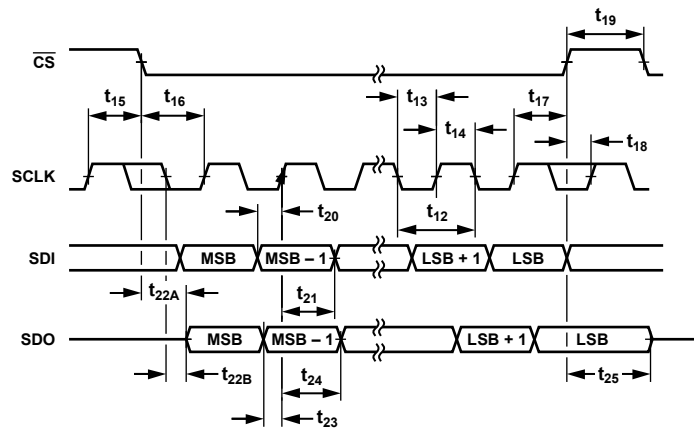 t19
CS
t15
t16
t13
t14
t17
t18
SCLK
t20
t12
SDI
MSB
MSB – 1
LSB + 1
LSB
t22A
t21
SDO
MSB
MSB – 1
LSB + 1
LSB
t22B
t24
t25
t23